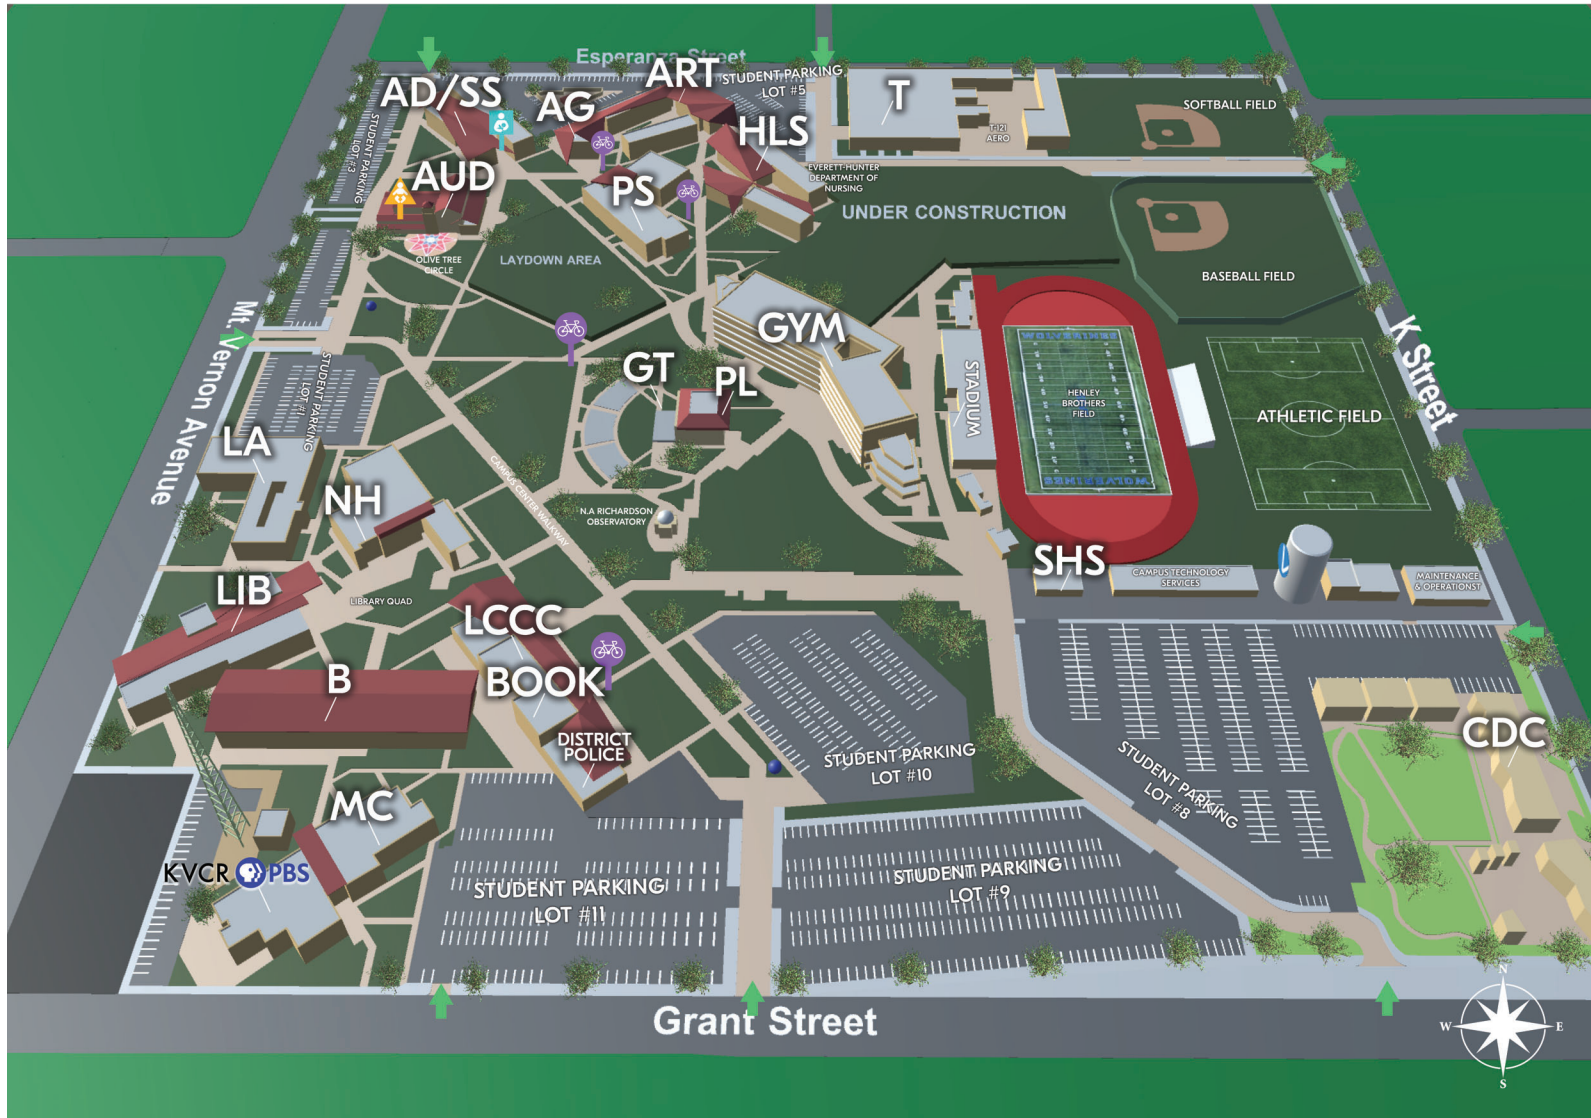 Esperanza Street
STUDENT PARKING
LOT #5
AD/SS
AG
ART
T
SOFTBALL FIELD
T-121
AERO
STUDENT PARKING
LOT #3
HLS
EVERETT-HUNTER
DEPARTMENT OF
NURSING
AUD
PS
UNDER CONSTRUCTION
OLIVE TREE
CIRCLE
LAYDOWN AREA
BASEBALL FIELD
Mt. Vernon Avenue
GYM
K Street
STUDENT PARKING
LOT #1
GT
PL
STADIUM
WOLVERINES
HENLEY
BROTHERS
FIELD
WOLVERINES
ATHLETIC FIELD
LA
NH
CAMPUS CENTER WALKWAY
N.A RICHARDSON
OBSERVATORY
SHS
CAMPUS TECHNOLOGY
SERVICES
MAINTENANCE
& OPERATIONST
LIB
LIBRARY QUAD
LCCC
B
BOOK
DISTRICT
POLICE
STUDENT PARKING
LOT #10
STUDENT PARKING
LOT #8
CDC
MC
KVCR PBS
STUDENT PARKING
LOT #11
STUDENT PARKING
LOT #9
Grant Street
N
W
E
S